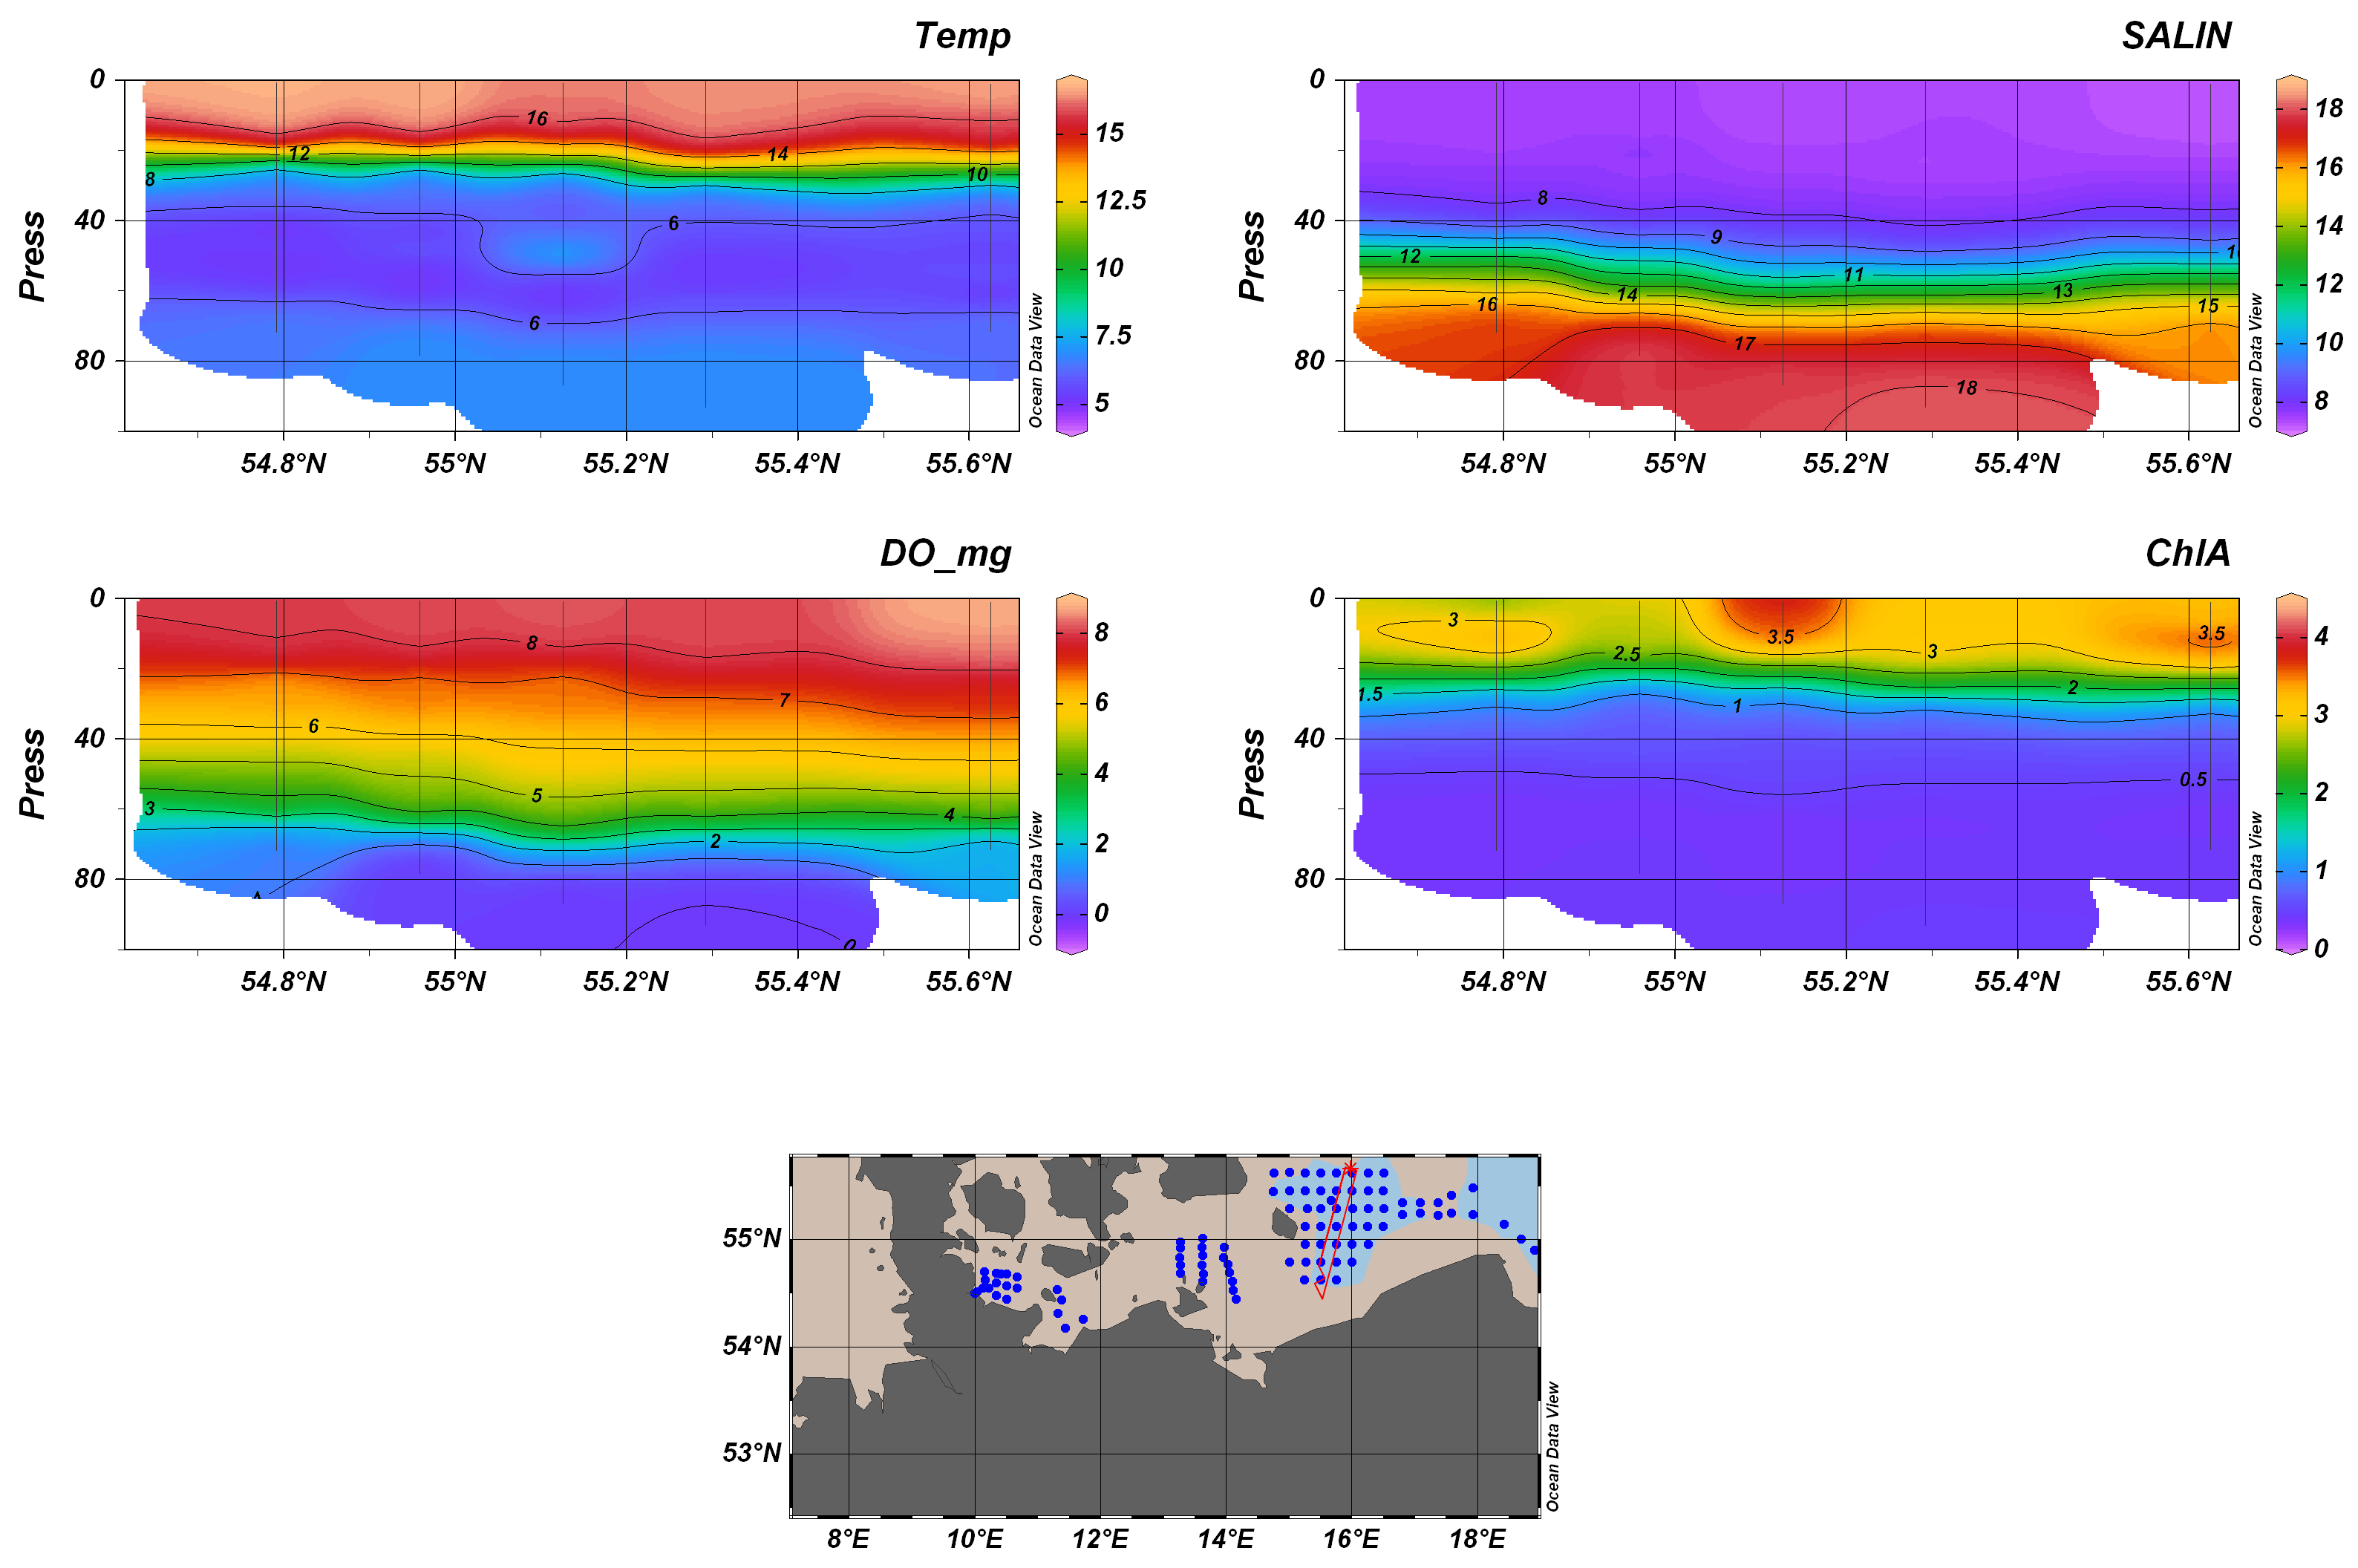 Temp
0
40
80
Press
16
12
14
8
10
6
6
54.8°N
55°N
55.2°N
55.4°N
55.6°N
15
12.5
10
7.5
5
Ocean Data View
SALIN
0
40
80
Press
8
9
12
11
14
13
16
15
17
18
54.8°N
55°N
55.2°N
55.4°N
55.6°N
18
16
14
12
10
8
Ocean Data View
DO_mg
0
40
80
Press
8
7
6
5
3
4
2
0
54.8°N
55°N
55.2°N
55.4°N
55.6°N
8
6
4
2
0
Ocean Data View
ChlA
0
40
80
Press
3
3.5
3.5
2.5
3
1.5
2
1
0.5
54.8°N
55°N
55.2°N
55.4°N
55.6°N
4
3
2
1
0
Ocean Data View
55°N
54°N
53°N
8°E
10°E
12°E
14°E
16°E
18°E
Ocean Data View